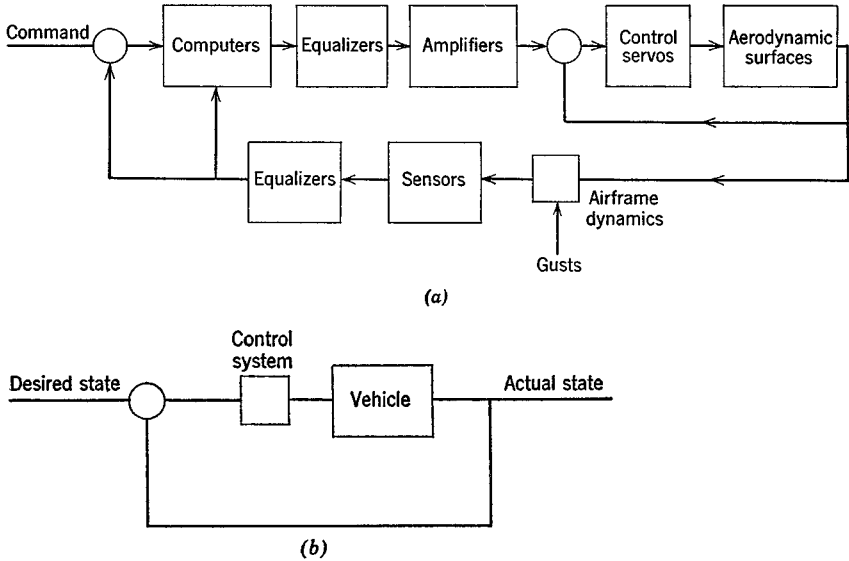 Command
Computers
Equalizers
Amplifiers
Control
servos
Aerodynamic
surfaces
Equalizers
Sensors
Airframe
dynamics
Gusts
(a)
Control
system
Desired state
Vehicle
Actual state
(b)